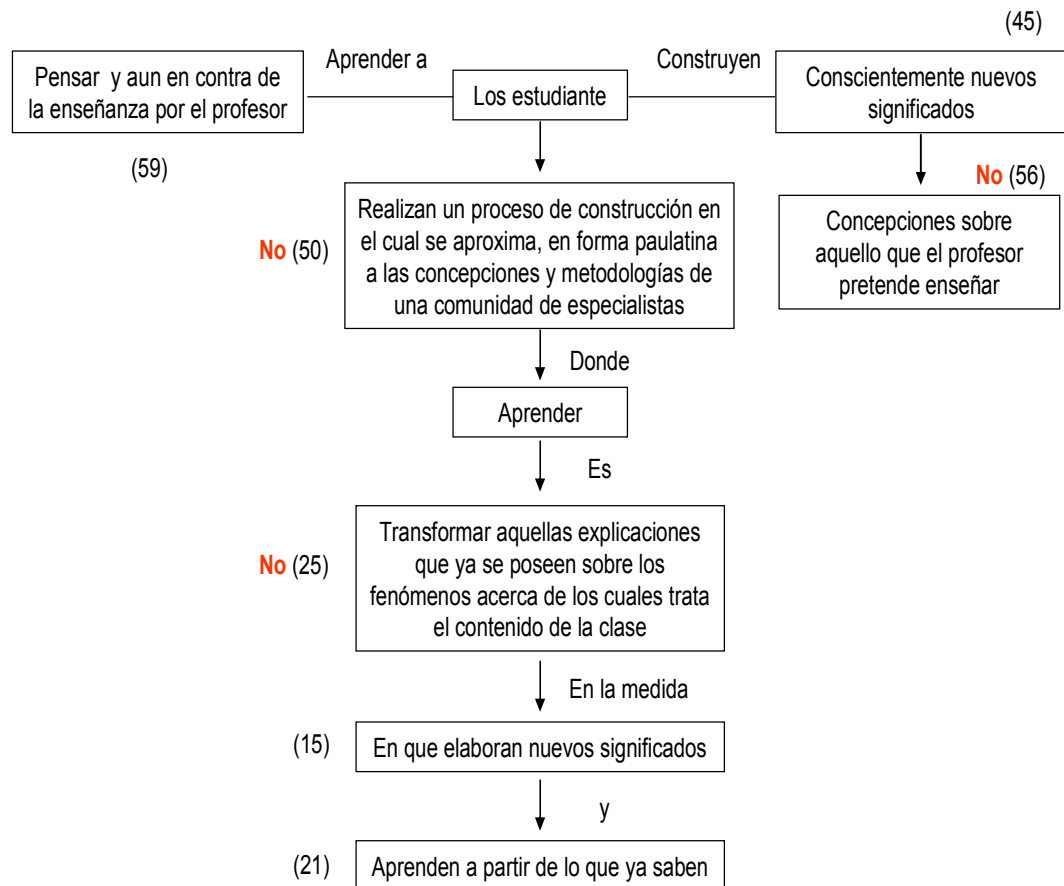 (45)
Pensar y aun en contra de
la enseñanza por el profesor
Aprender a
Los estudiante
Construyen
Conscientemente nuevos
significados
(59)
No (56)
No (50)
Realizan un proceso de construcción en
el cual se aproxima, en forma paulatina
a las concepciones y metodologías de
una comunidad de especialistas
Concepciones sobre
aquello que el profesor
pretende enseñar
Donde
Aprender
Es
No (25)
Transformar aquellas explicaciones
que ya se poseen sobre los
fenómenos acerca de los cuales trata
el contenido de la clase
En la medida
(15)
En que elaboran nuevos significados
y
(21)
Aprenden a partir de lo que ya saben